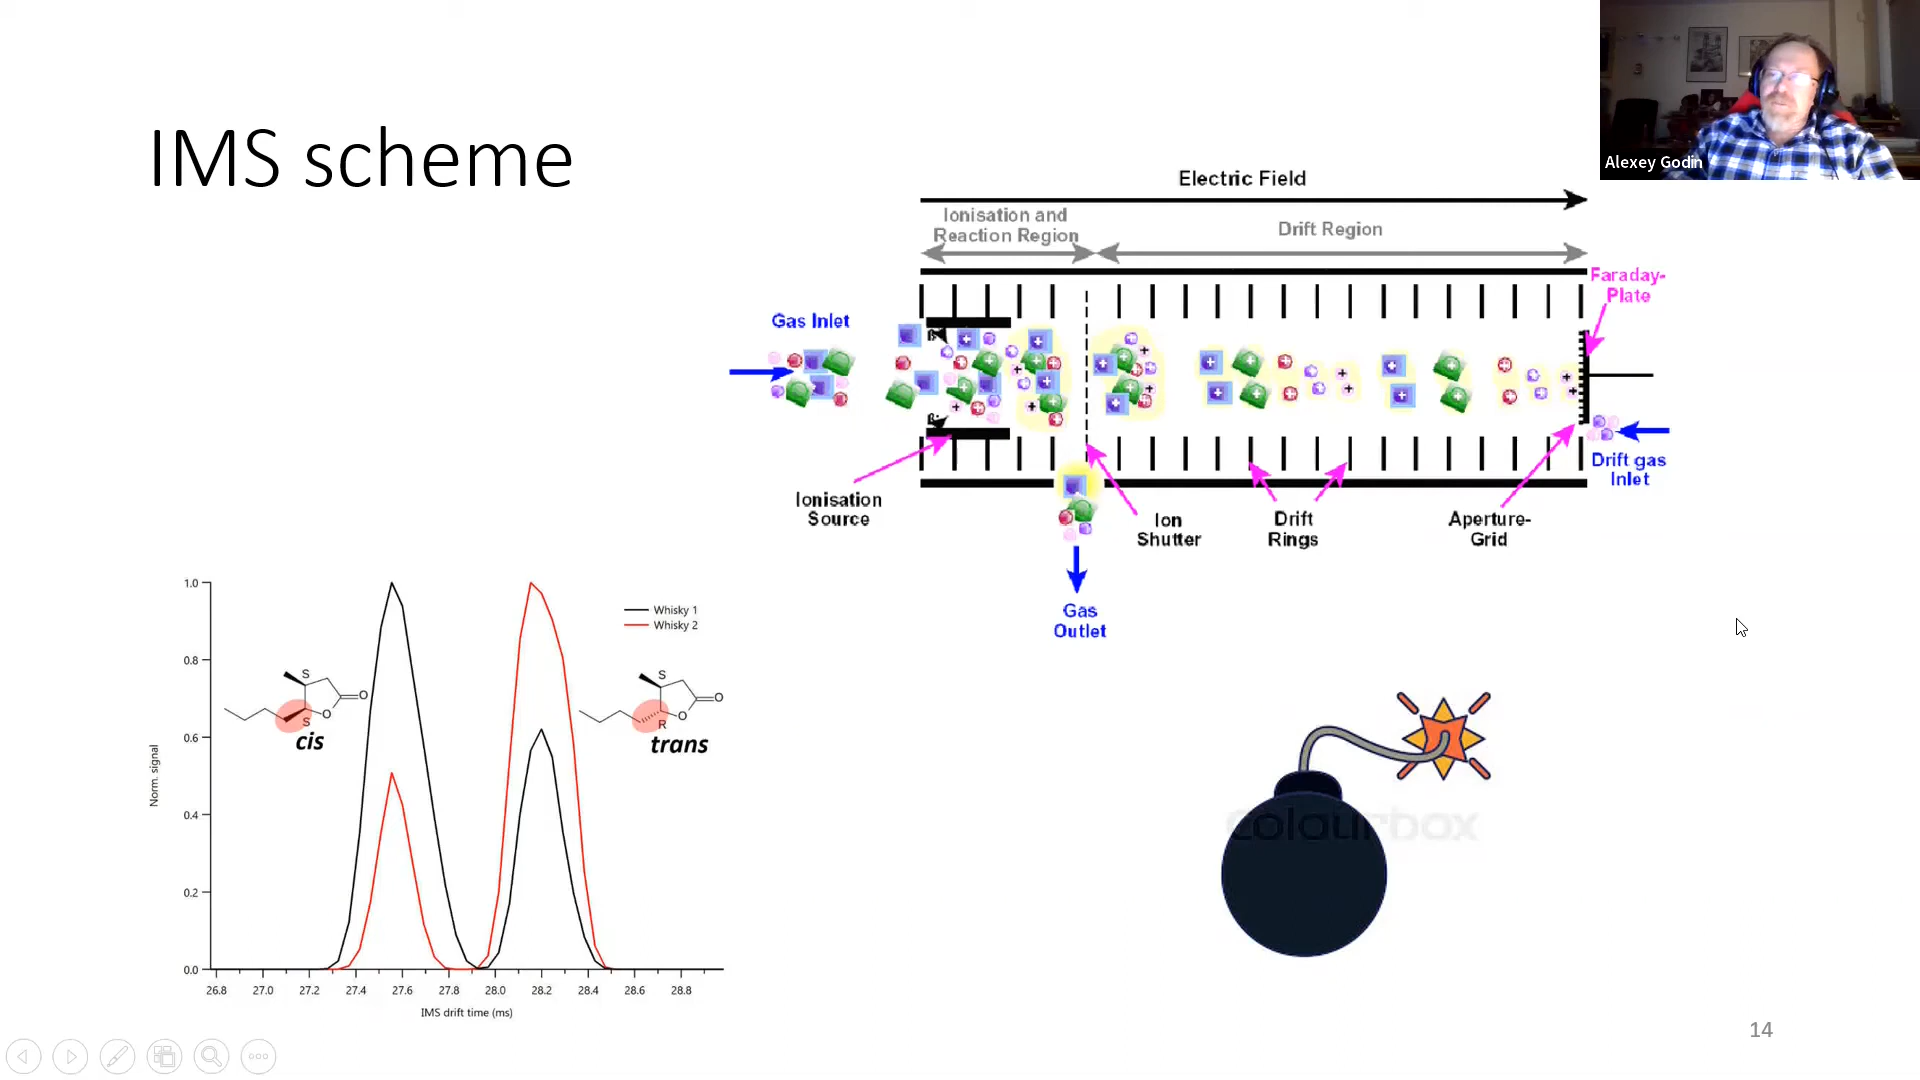 IMS scheme
Alexey Godin
Electric Field
Ionisation and
Reaction Region
Drift Region
Faraday-
Plate
Gas Inlet
Drift gas
Inlet
Ionisation
Source
Ion
Shutter
Drift
Rings
Aperture-
Grid
Gas
Outlet
1.0
0.8
0.6
0.4
0.2
0.0
Norm. signal
Whisky 1
Whisky 2
S
O
O
S
cis
S
O
O
R
trans
26.8 27.0 27.2 27.4 27.6 27.8 28.0 28.2 28.4 28.6 28.8
IMS drift time (ms)
colourbox
14